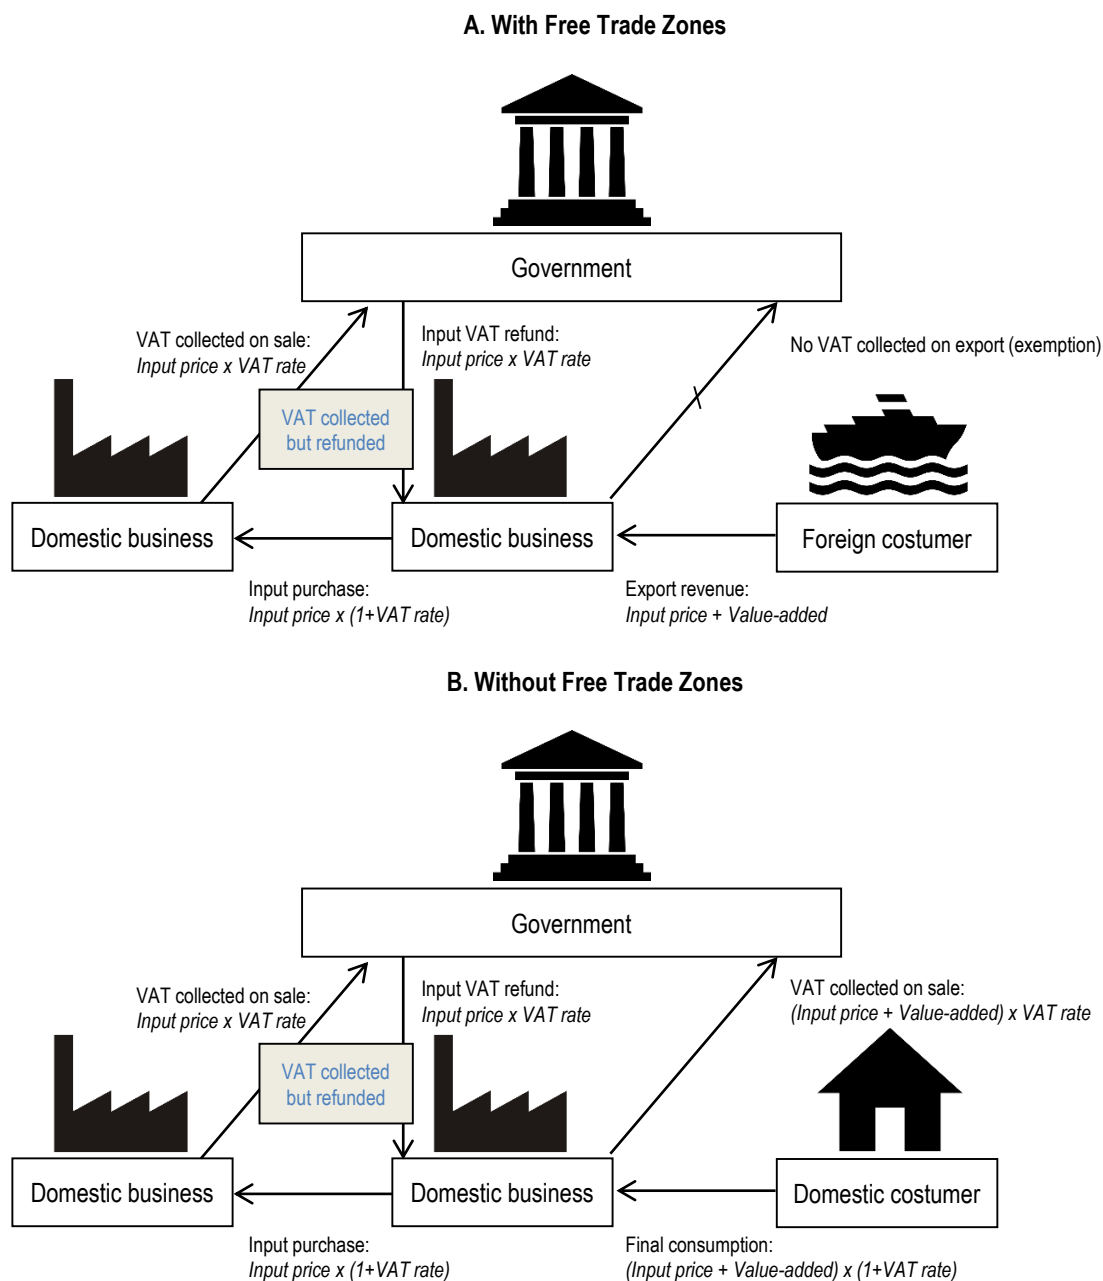 A. With Free Trade Zones
Government
VAT collected on sale:
Input price x VAT rate
Input VAT refund:
Input price x VAT rate
No VAT collected on export (exemption)
VAT collected
but refunded
Domestic business
Domestic business
Foreign costumer
Input purchase:
Input price x (1+VAT rate)
Export revenue:
Input price + Value-added
B. Without Free Trade Zones
Government
VAT collected on sale:
Input price x VAT rate
Input VAT refund:
Input price x VAT rate
VAT collected on sale:
(Input price + Value-added) x VAT rate
VAT collected
but refunded
Domestic business
Domestic business
Domestic costumer
Input purchase:
Input price x (1+VAT rate)
Final consumption:
(Input price + Value-added) x (1+VAT rate)